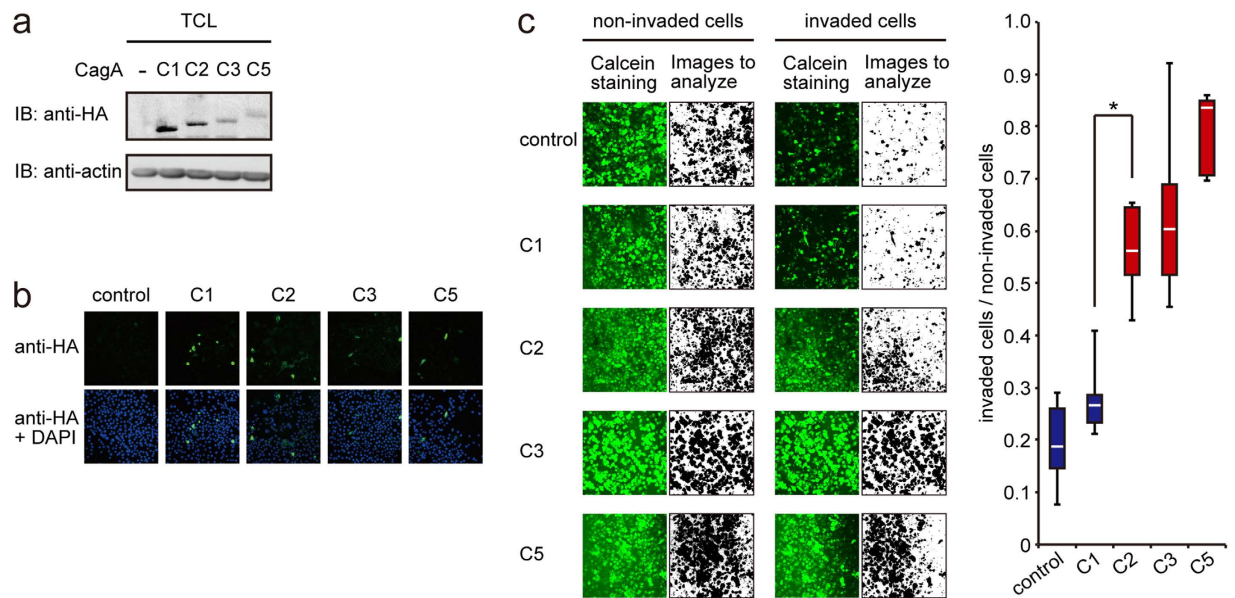 a
TCL
CagA - C1 C2 C3 C5
IB: anti-HA
IB: anti-actin
b
control C1 C2 C3 C5
anti-HA
anti-HA
+ DAPI
c
non-invaded cells invaded cells
Calcein staining Images to analyze Calcein staining Images to analyze
control
C1
C2
C3
C5
invaded cells / non-invaded cells
1.0
0.9
0.8
0.7
0.6
0.5
0.4
0.3
0.2
0.1
0
*
control C1 C2 C3 C5